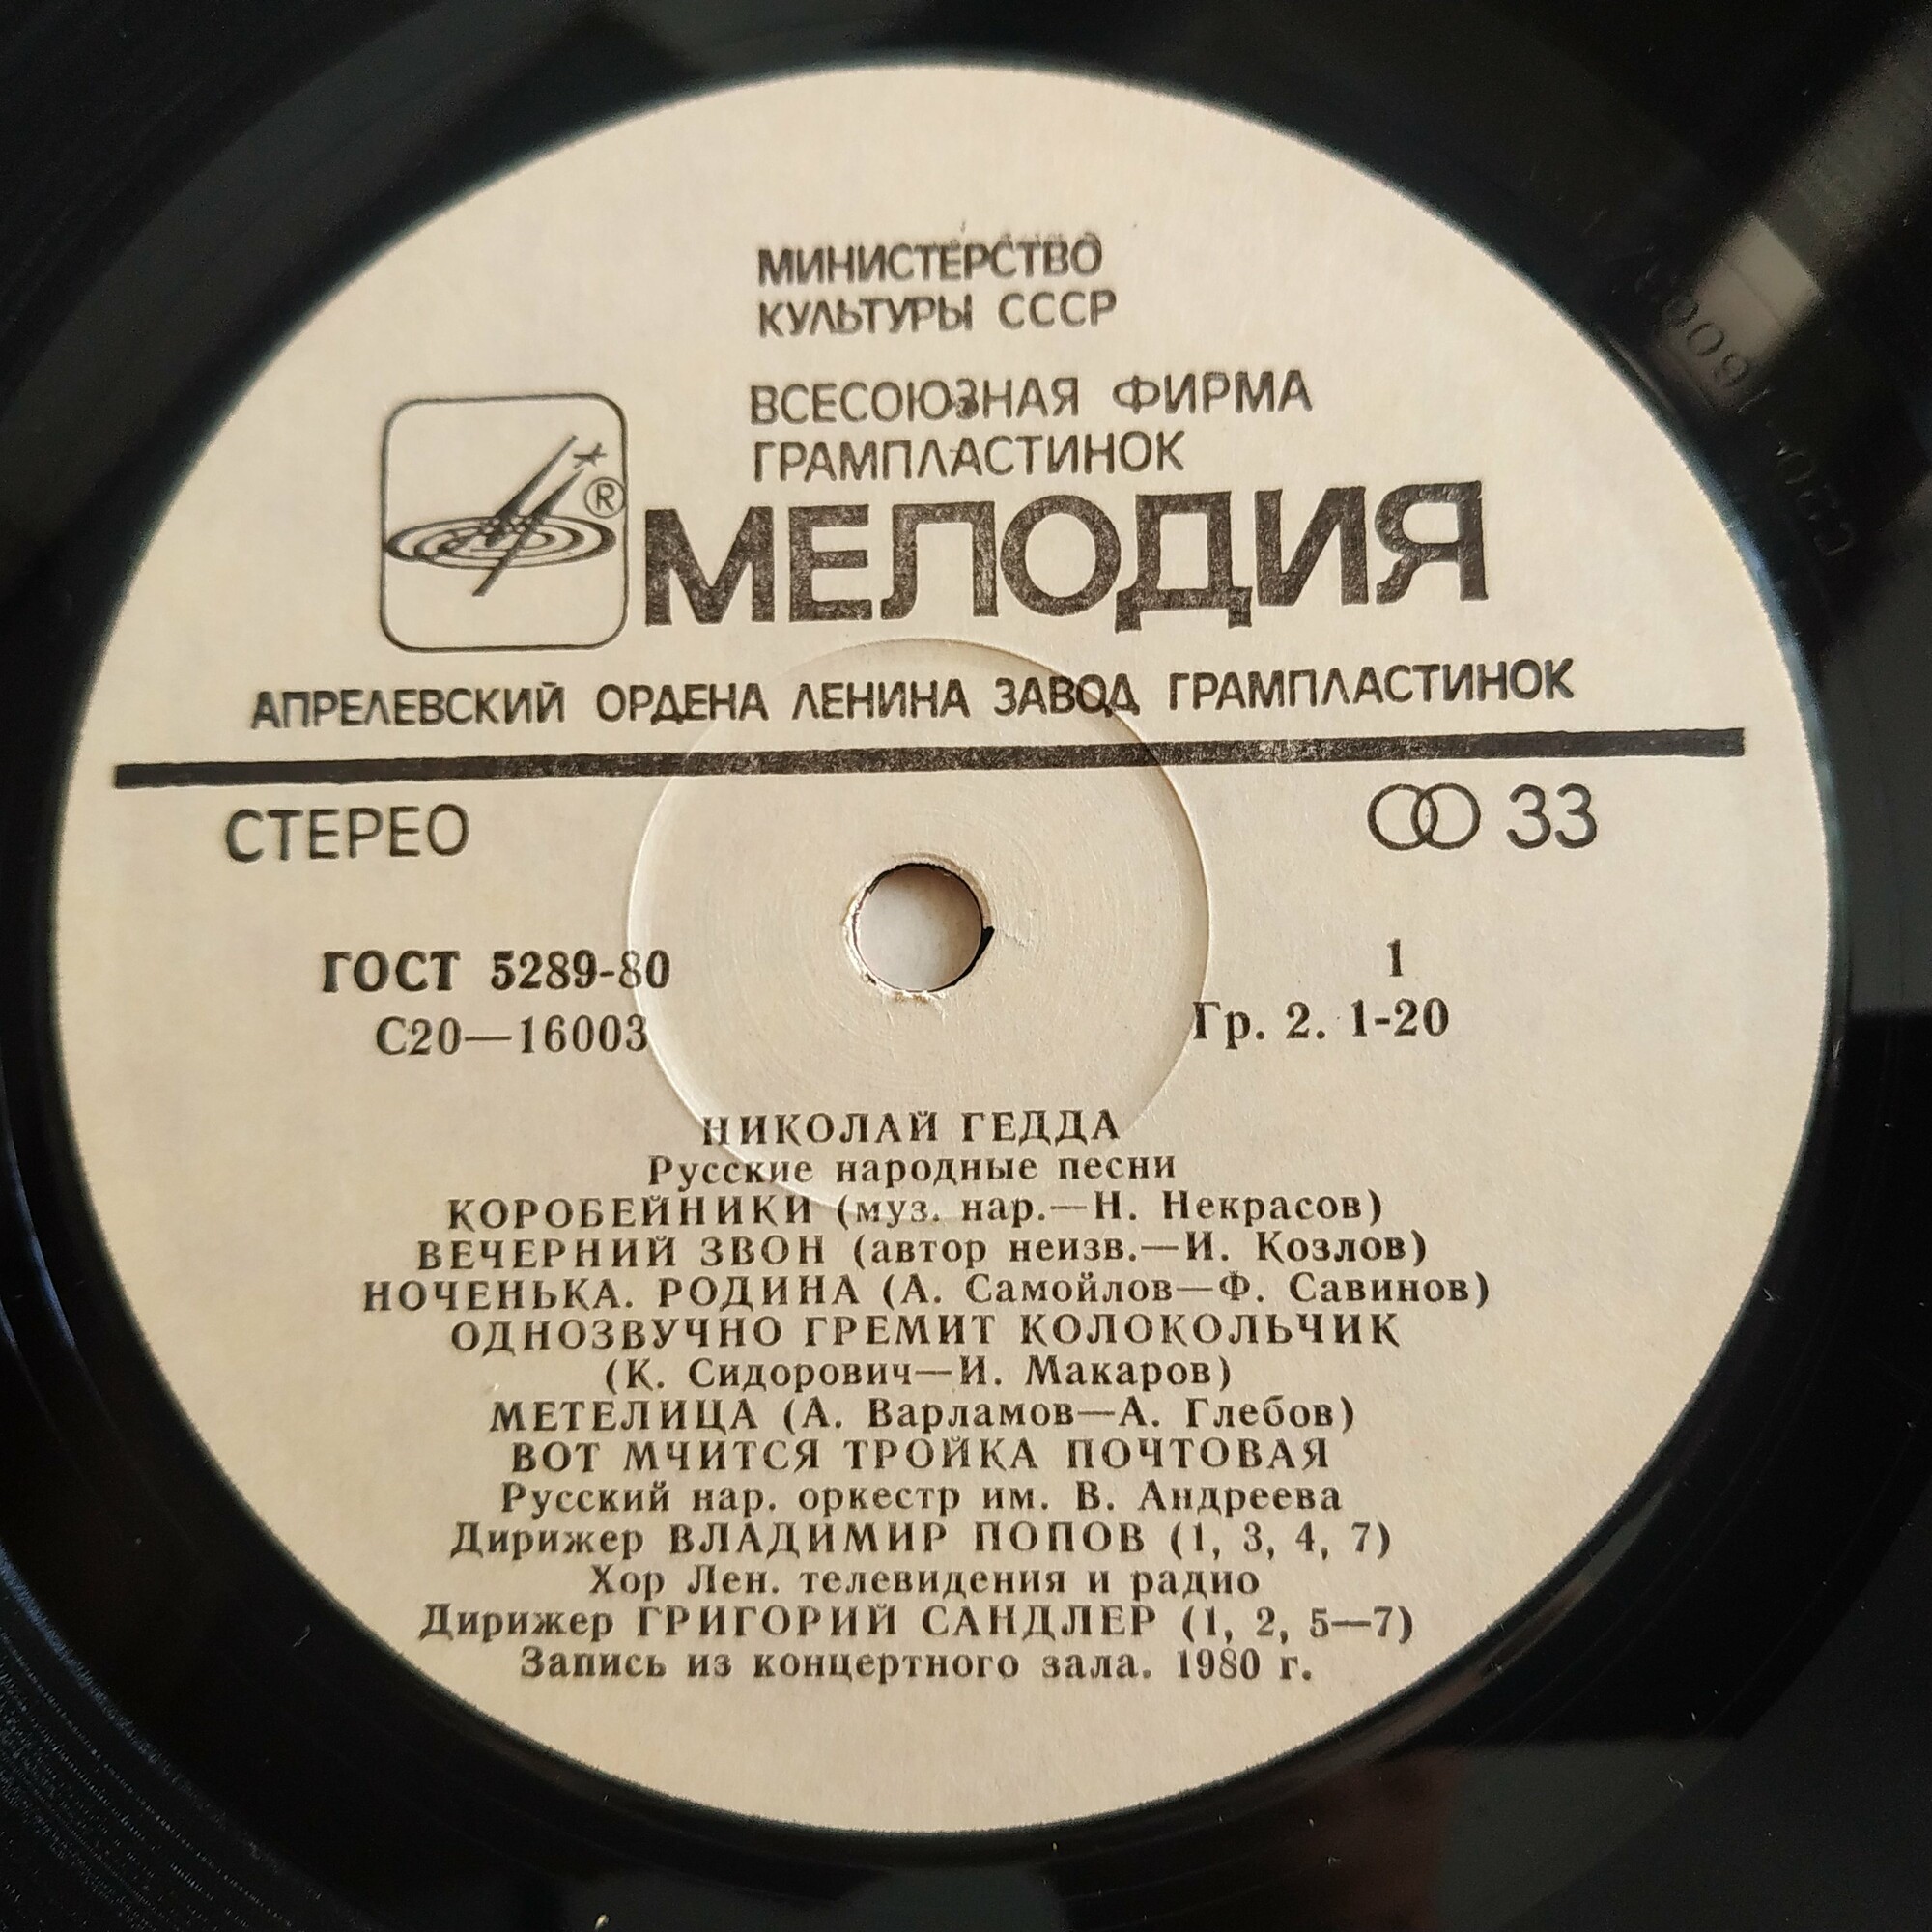 МИНИСТЕРСТВО
КУЛЬТУРЫ СССР
ВСЕСОЮЗНАЯ ФИРМА
ГРАМПЛАСТИНОК
®
МЕЛОДИЯ
АПРЕЛЕВСКИЙ ОРДЕНА ЛЕНИНА ЗАВОД ГРАМПЛАСТИНОК
СТЕРЕО
33
ГОСТ 5289-80
1
С20—16003
Гр. 2. 1-20
НИКОЛАЙ ГЕДДА
Русские народные песни
КОРОБЕЙНИКИ (муз. нар.—Н. Некрасов)
ВЕЧЕРНИЙ ЗВОН (автор неизв.—И. Козлов)
НОЧЕНЬКА. РОДИНА (А. Самойлов—Ф. Савинов)
ОДНОЗВУЧНО ГРЕМИТ КОЛОКОЛЬЧИК
(К. Сидорович—И. Макаров)
МЕТЕЛИЦА (А. Варламов—А. Глебов)
ВОТ МЧИТСЯ ТРОЙКА ПОЧТОВАЯ
Русский нар. оркестр им. В. Андреева
Дирижер ВЛАДИМИР ПОПОВ (1, 3, 4, 7)
Хор Лен. телевидения и радио
Дирижер ГРИГОРИЙ САНДЛЕР (1, 2, 5—7)
Запись из концертного зала. 1980 г.